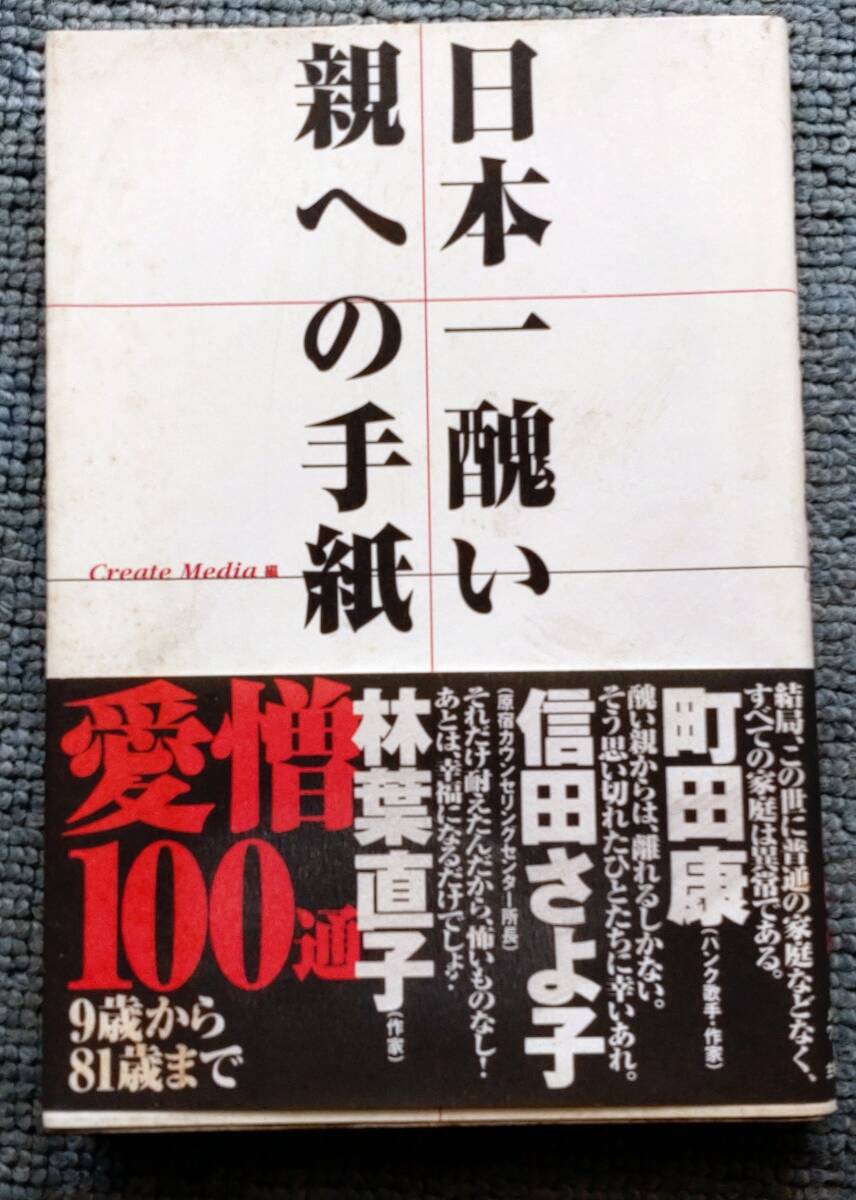 日本一醜い
親への手紙
Create Media 編
結局、この世に普通の家庭などなく、
すべての家庭は異常である。
町田康
(パンク歌手・作家)
醜い親からは、離れるしかない。
そう思い切れたひとたちに幸いあれ。
信田さよ子
(原宿カウンセリングセンター所長)
それだけ耐えたんだから、怖いものなし!
あとは、幸福になるだけでしょ?
林葉直子
(作家)
愛憎
100通
9歳から
81歳まで